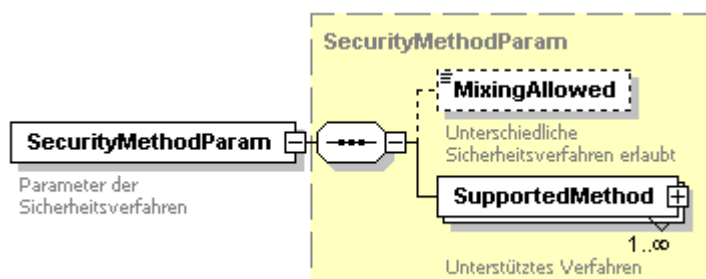 SecurityMethodParam
MixingAllowed
Unterschiedliche
Sicherheitsverfahren erlaubt
SecurityMethodParam
Parameter der
Sicherheitsverfahren
SupportedMethod
1..∞
Unterstütztes Verfahren